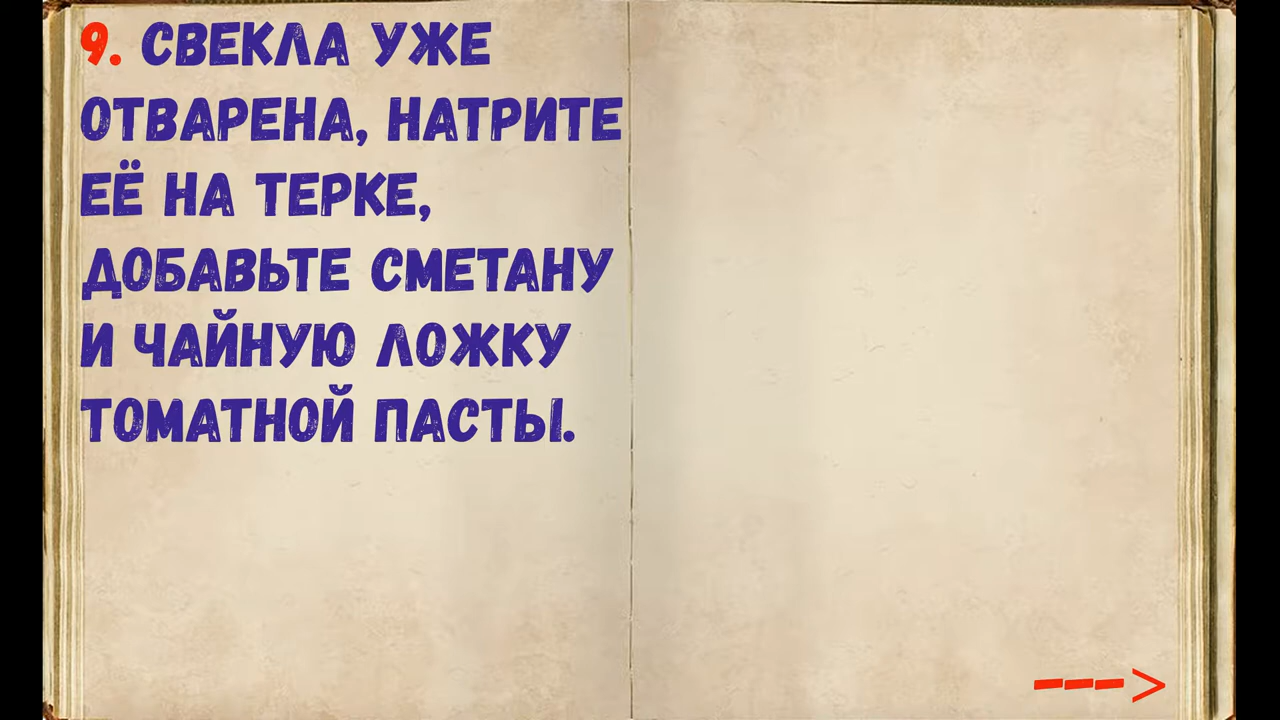 9. СВЕКЛА УЖЕ
ОТВАРЕНА, НАТРИТЕ
ЕЁ НА ТЕРКЕ,
ДОБАВЬТЕ СМЕТАНУ
И ЧАЙНУЮ ЛОЖКУ
ТОМАТНОЙ ПАСТЫ.
--->